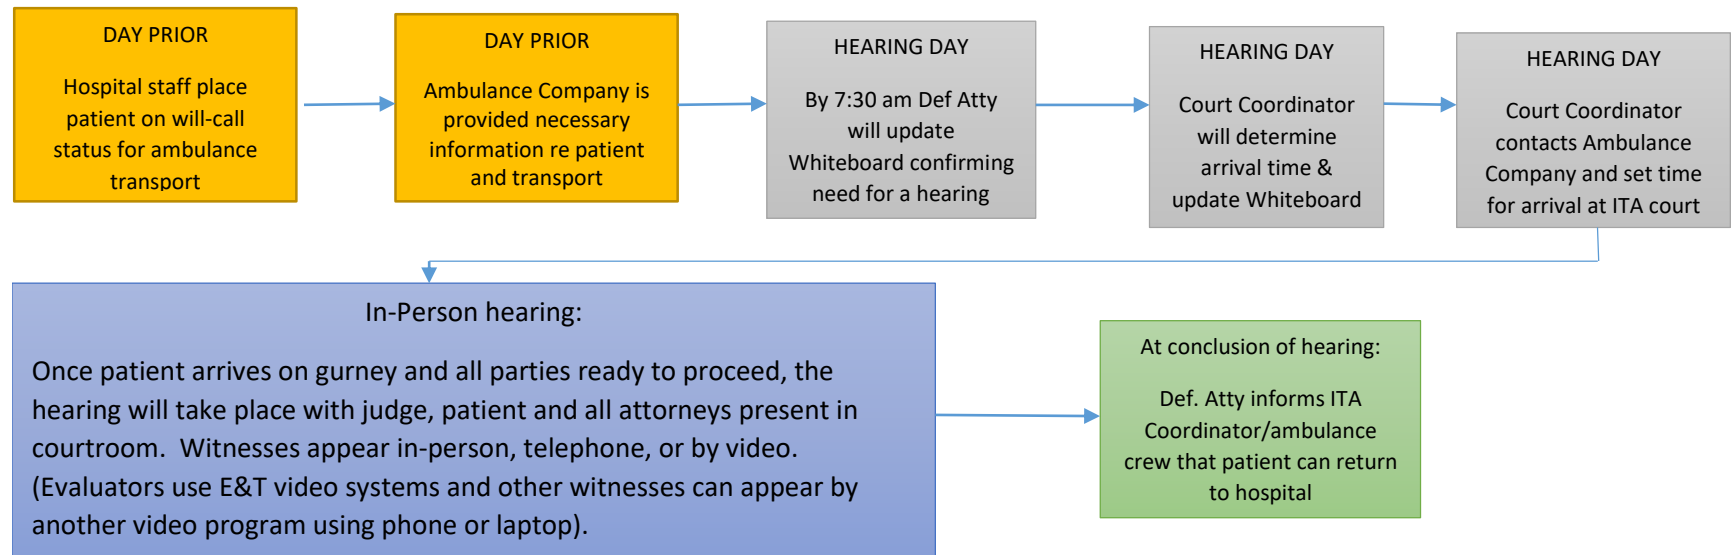 DAY PRIOR
Hospital staff place
patient on will-call
status for ambulance
transport
DAY PRIOR
Ambulance Company is
provided necessary
information re patient
and transport
HEARING DAY
By 7:30 am Def Atty
will update
Whiteboard confirming
need for a hearing
HEARING DAY
Court Coordinator
will determine
arrival time &
update Whiteboard
HEARING DAY
Court Coordinator
contacts Ambulance
Company and set time
for arrival at ITA court
In-Person hearing:
Once patient arrives on gurney and all parties ready to proceed, the
hearing will take place with judge, patient and all attorneys present in
courtroom.  Witnesses appear in-person, telephone, or by video.
(Evaluators use E&T video systems and other witnesses can appear by
another video program using phone or laptop).
At conclusion of hearing:
Def. Atty informs ITA
Coordinator/ambulance
crew that patient can return
to hospital